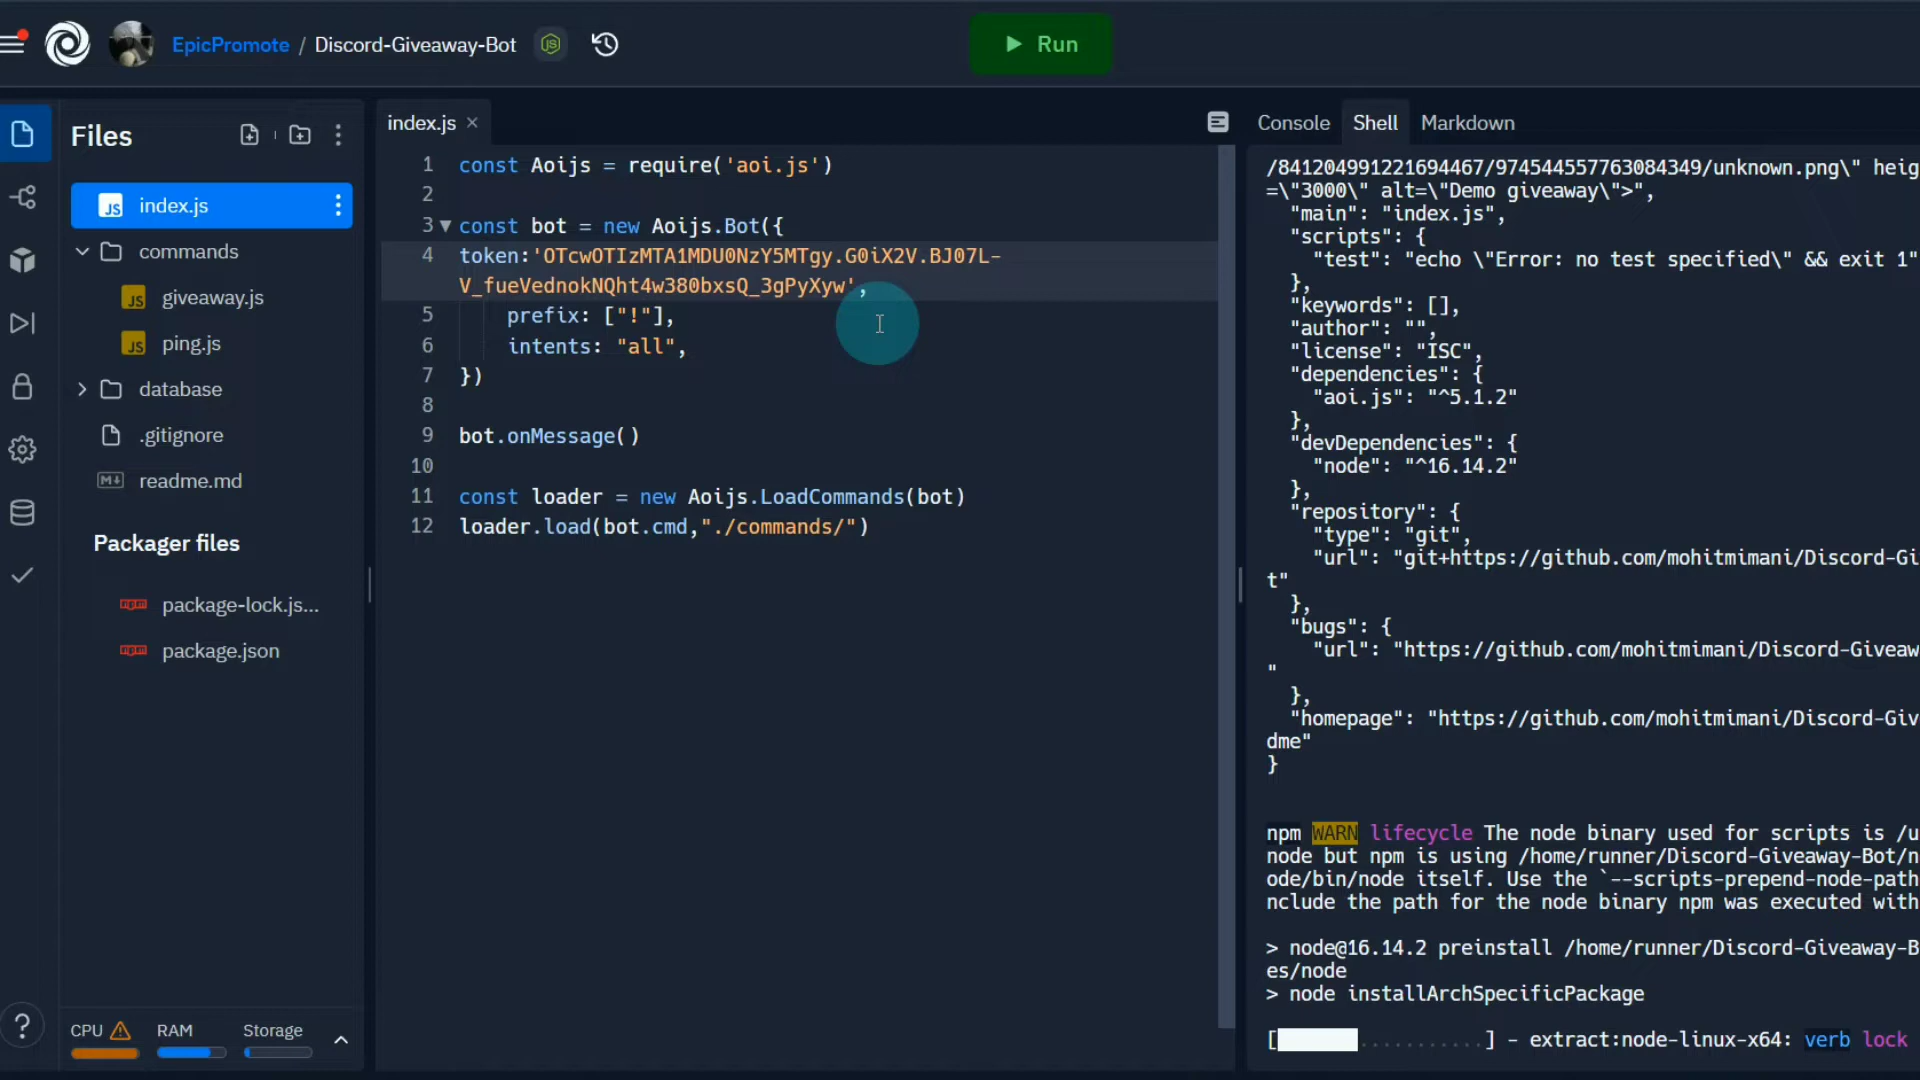 EpicPromote / Discord-Giveaway-Bot
Run
Files
index.js
commands
giveaway.js
ping.js
database
.gitignore
readme.md
Packager files
package-lock.js...
package.json
CPU
RAM
Storage
index.js
1 const Aoijs = require('aoi.js')
2
3 const bot = new Aoijs.Bot({
4 token:'OTcwOTIzMTA1MDU0NzY5MTgy.G0iX2V.BJ07L-
V_fueVednokNQht4w380bxsQ_3gPyXyw',
5 prefix: ["!"],
6 intents: "all",
7 })
8
9 bot.onMessage()
10
11 const loader = new Aoijs.LoadCommands(bot)
12 loader.load(bot.cmd,"./commands/")
Console Shell Markdown
/841204991221694467/974544557763084349/unknown.png\" heig
=\"3000\" alt=\"Demo giveaway\">",
"main": "index.js",
"scripts": {
"test": "echo \"Error: no test specified\" && exit 1"
},
"keywords": [],
"author": "",
"license": "ISC",
"dependencies": {
"aoi.js": "^5.1.2"
},
"devDependencies": {
"node": "^16.14.2"
},
"repository": {
"type": "git",
"url": "git+https://github.com/mohitmimani/Discord-Gi
t"
},
"bugs": {
"url": "https://github.com/mohitmimani/Discord-Giveaw
"
},
"homepage": "https://github.com/mohitmimani/Discord-Giv
dme"
}
npm WARN lifecycle The node binary used for scripts is /u
node but npm is using /home/runner/Discord-Giveaway-Bot/n
ode/bin/node itself. Use the `--scripts-prepend-node-path
nclude the path for the node binary npm was executed with
> node@16.14.2 preinstall /home/runner/Discord-Giveaway-B
es/node
> node installArchSpecificPackage
[ ...........] - extract:node-linux-x64: verb lock